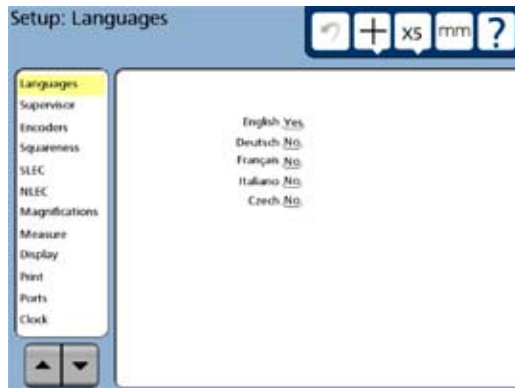 Setup: Languages
x5 mm ?
Languages
Supervisor
Encoders
Squareness
SLEC
NLEC
Magnifications
Measure
Display
Print
Ports
Clock
English Yes
Deutsch No
Français No
Italiano No
Czech No